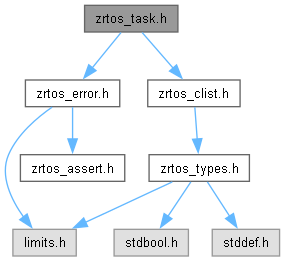 zrtos_task.h
zrtos_error.h
zrtos_clist.h
zrtos_assert.h
zrtos_types.h
limits.h
stdbool.h
stddef.h